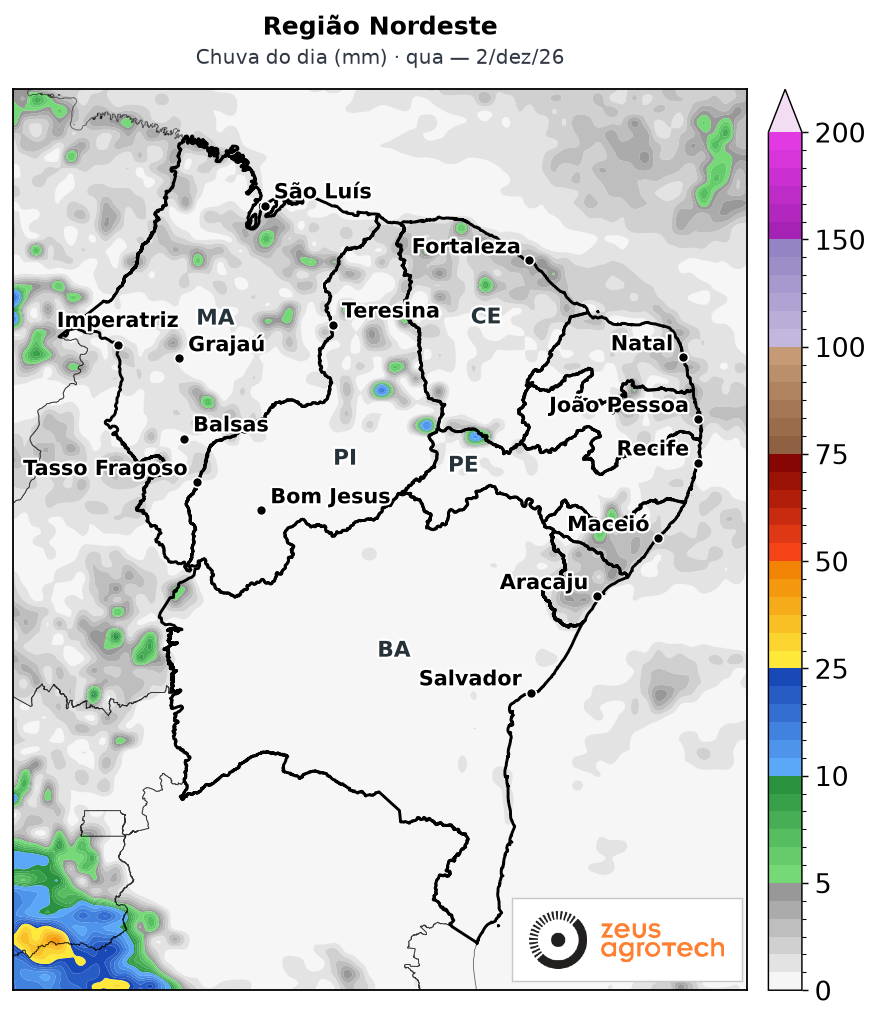 Região Nordeste
Chuva do dia (mm) · qua — 2/dez/26
São Luís
Fortaleza
Teresina
Imperatriz
MA
CE
Grajaú
Natal
João Pessoa
Balsas
Recife
Tasso Fragoso
PI
PE
Bom Jesus
Maceió
Aracaju
BA
Salvador
zeus
agrotech
200
150
100
75
50
25
10
5
0